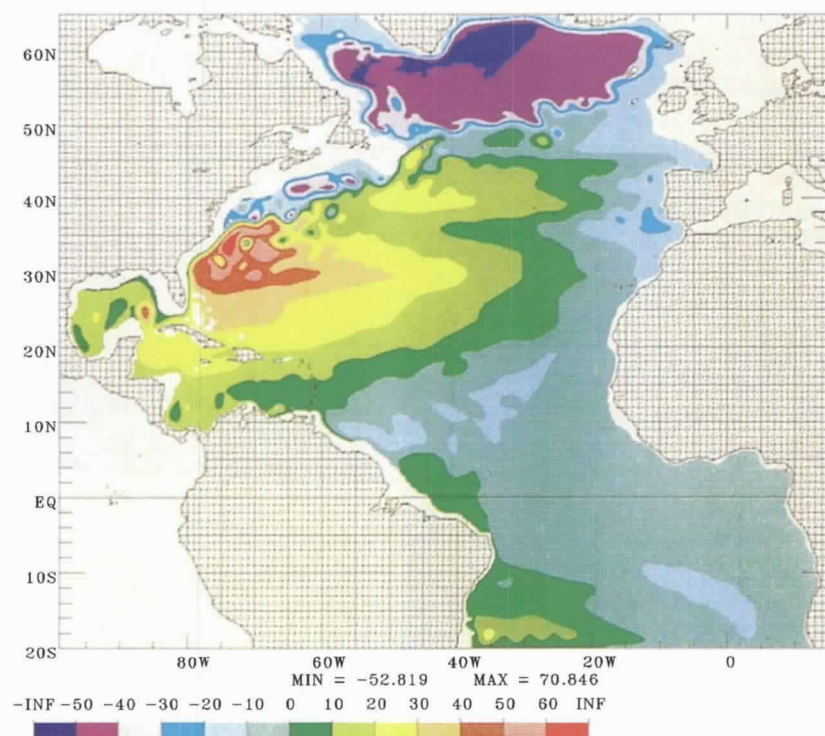 60N
50N
40N
30N
20N
10N
EQ
10S
20S
80W 60W 40W 20W 0
MIN = -52.819 MAX = 70.846
-INF -50 -40 -30 -20 -10 0 10 20 30 40 50 60 INF